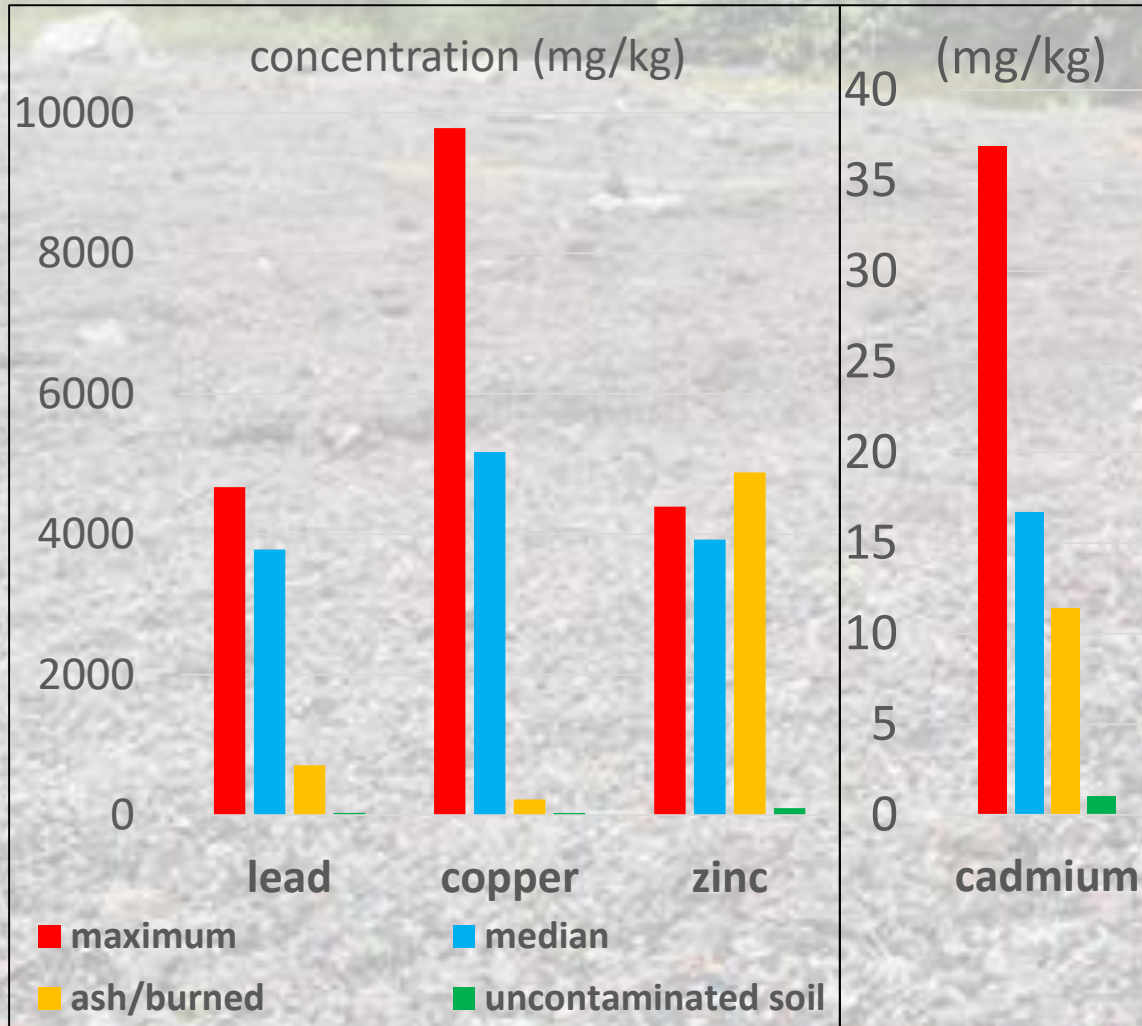 concentration (mg/kg)
10000
8000
6000
4000
2000
0
lead copper zinc
(mg/kg)
40
35
30
25
20
15
10
5
0
cadmium
maximum median
ash/burned uncontaminated soil